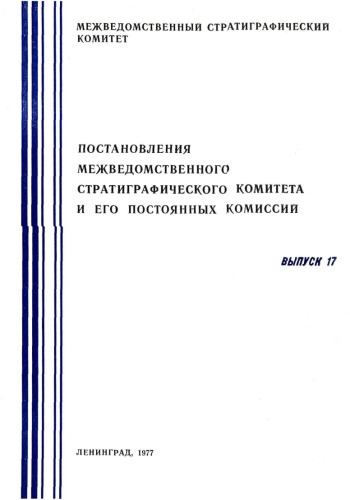 МЕЖВЕДОМСТВЕННЫЙ СТРАТИГРАФИЧЕСКИЙ
КОМИТЕТ
ПОСТАНОВЛЕНИЯ
МЕЖВЕДОМСТВЕННОГО
СТРАТИГРАФИЧЕСКОГО КОМИТЕТА
И ЕГО ПОСТОЯННЫХ КОМИССИЙ
ВЫПУСК 17
ЛЕНИНГРАД, 1977